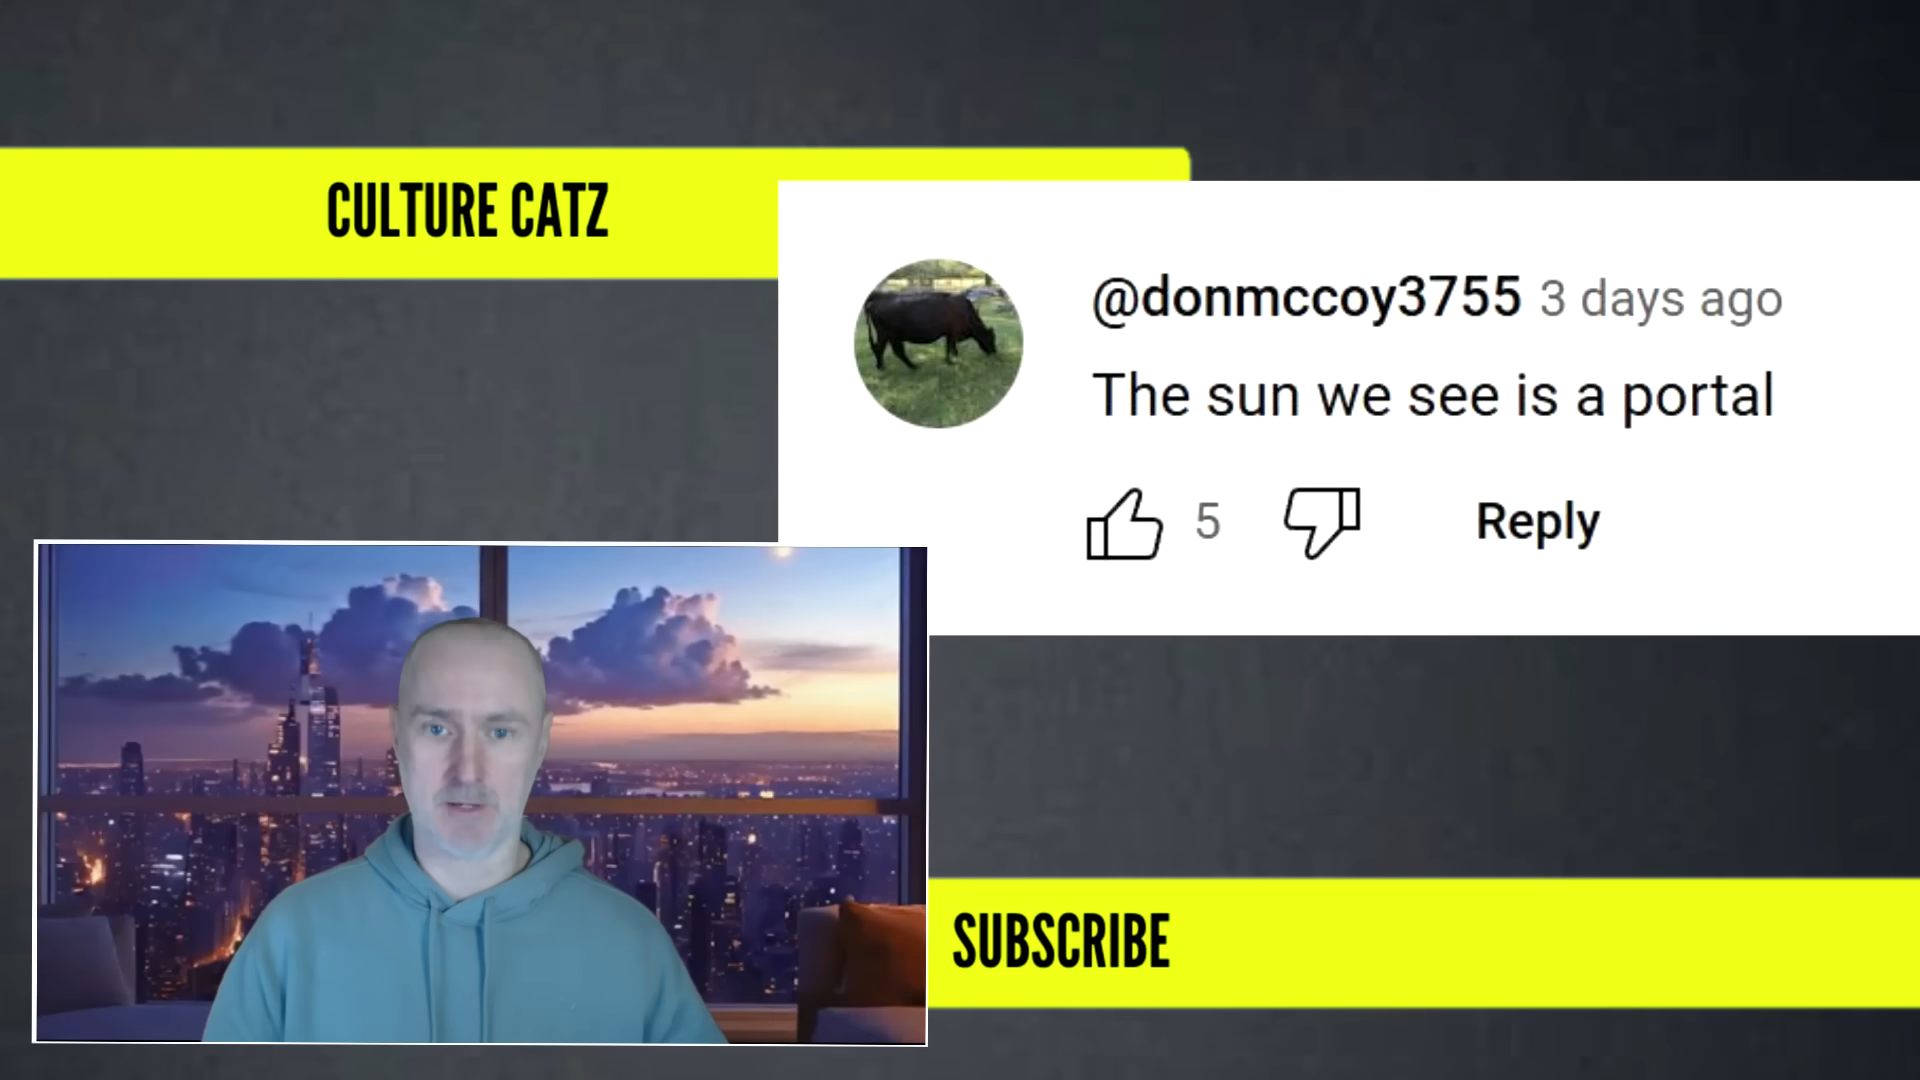 CULTURE CATZ
@donmccoy3755 3 days ago
The sun we see is a portal
5
Reply
SUBSCRIBE